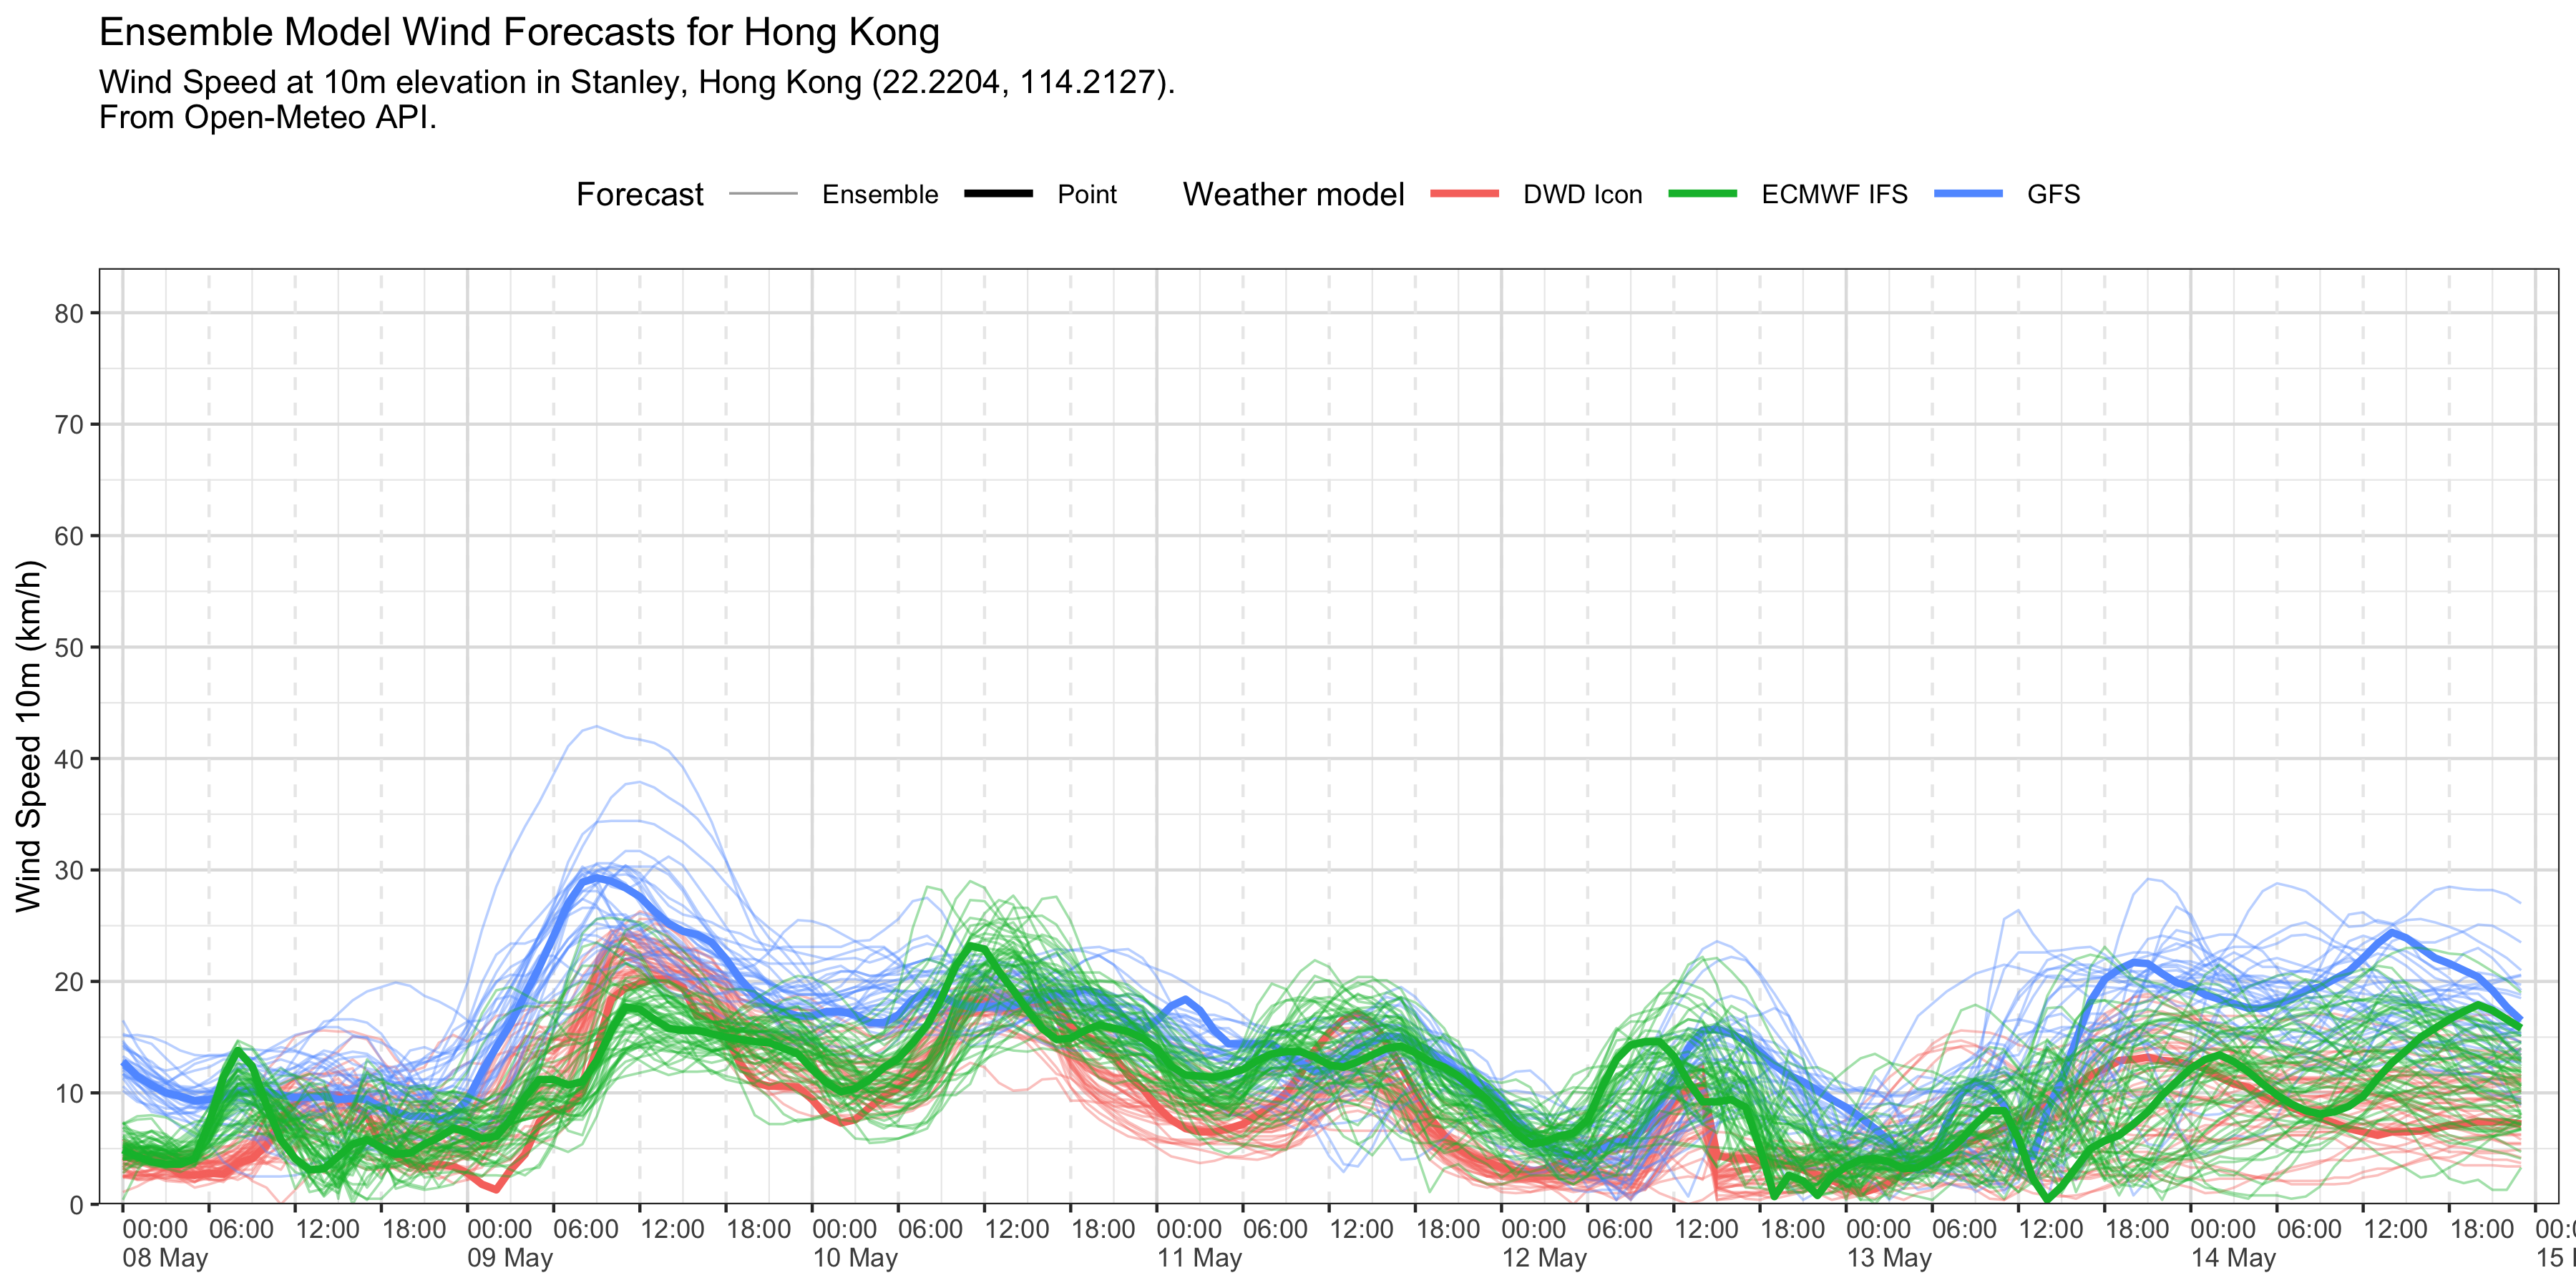 Ensemble Model Wind Forecasts for Hong Kong
Wind Speed at 10m elevation in Stanley, Hong Kong (22.2204, 114.2127).
From Open-Meteo API.
Forecast Ensemble Point Weather model DWD Icon ECMWF IFS GFS
Wind Speed 10m (km/h)
80
70
60
50
40
30
20
10
0
00:00 06:00 12:00 18:00 00:00 06:00 12:00 18:00 00:00 06:00 12:00 18:00 00:00 06:00 12:00 18:00 00:00 06:00 12:00 18:00 00:00 06:00 12:00 18:00 00:00 06:00 12:00 18:00
08 May 09 May 10 May 11 May 12 May 13 May 14 May 15